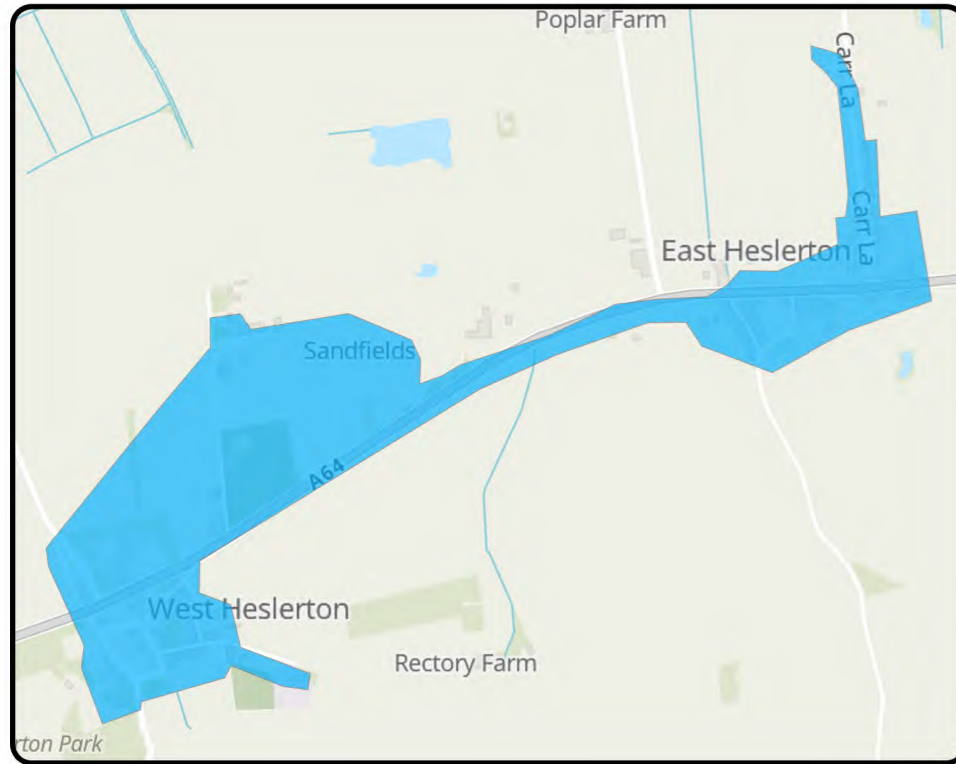 Poplar Farm
Carr La
Carr La
East Heslerton
Sandfields
A64
West Heslerton
Rectory Farm
rton Park